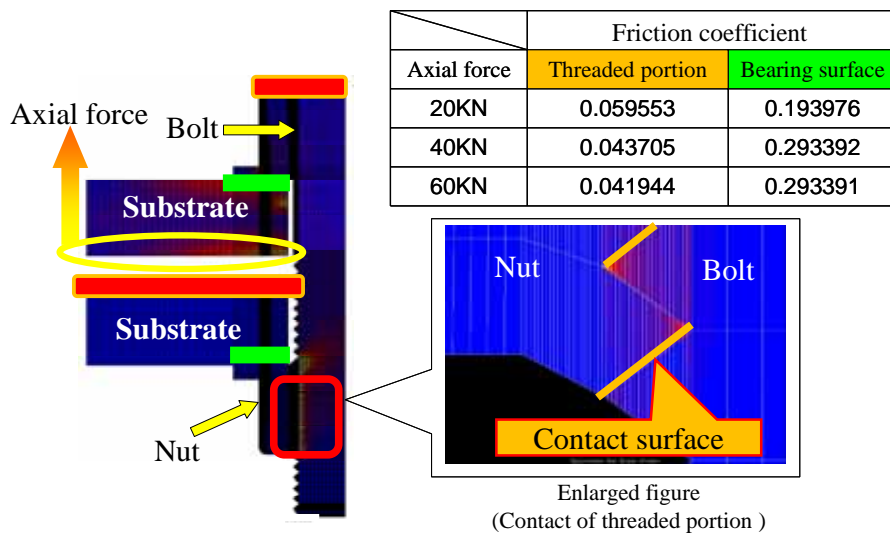 Friction coefficient
Axial force Threaded portion Bearing surface
20KN 0.059553 0.193976
40KN 0.043705 0.293392
60KN 0.041944 0.293391
Axial force
Bolt
Substrate
Substrate
Nut
Nut
Bolt
Contact surface
Enlarged figure
(Contact of threaded portion )